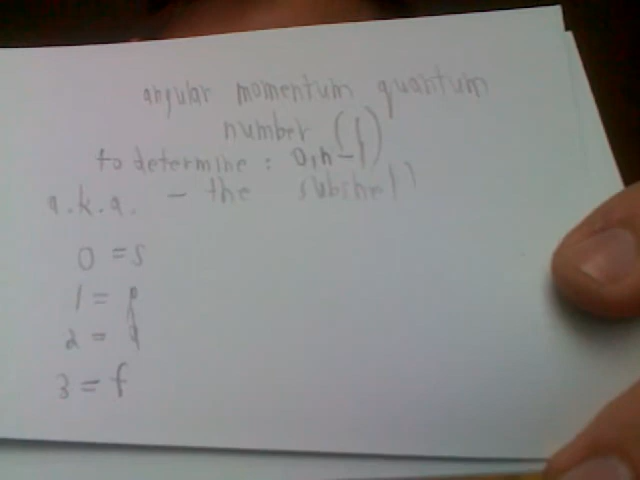 angular momentum quantum
number (l)
to determine: 0, n-1
a.k.a. - the subshell
0 = s
1 = p
2 = d
3 = f